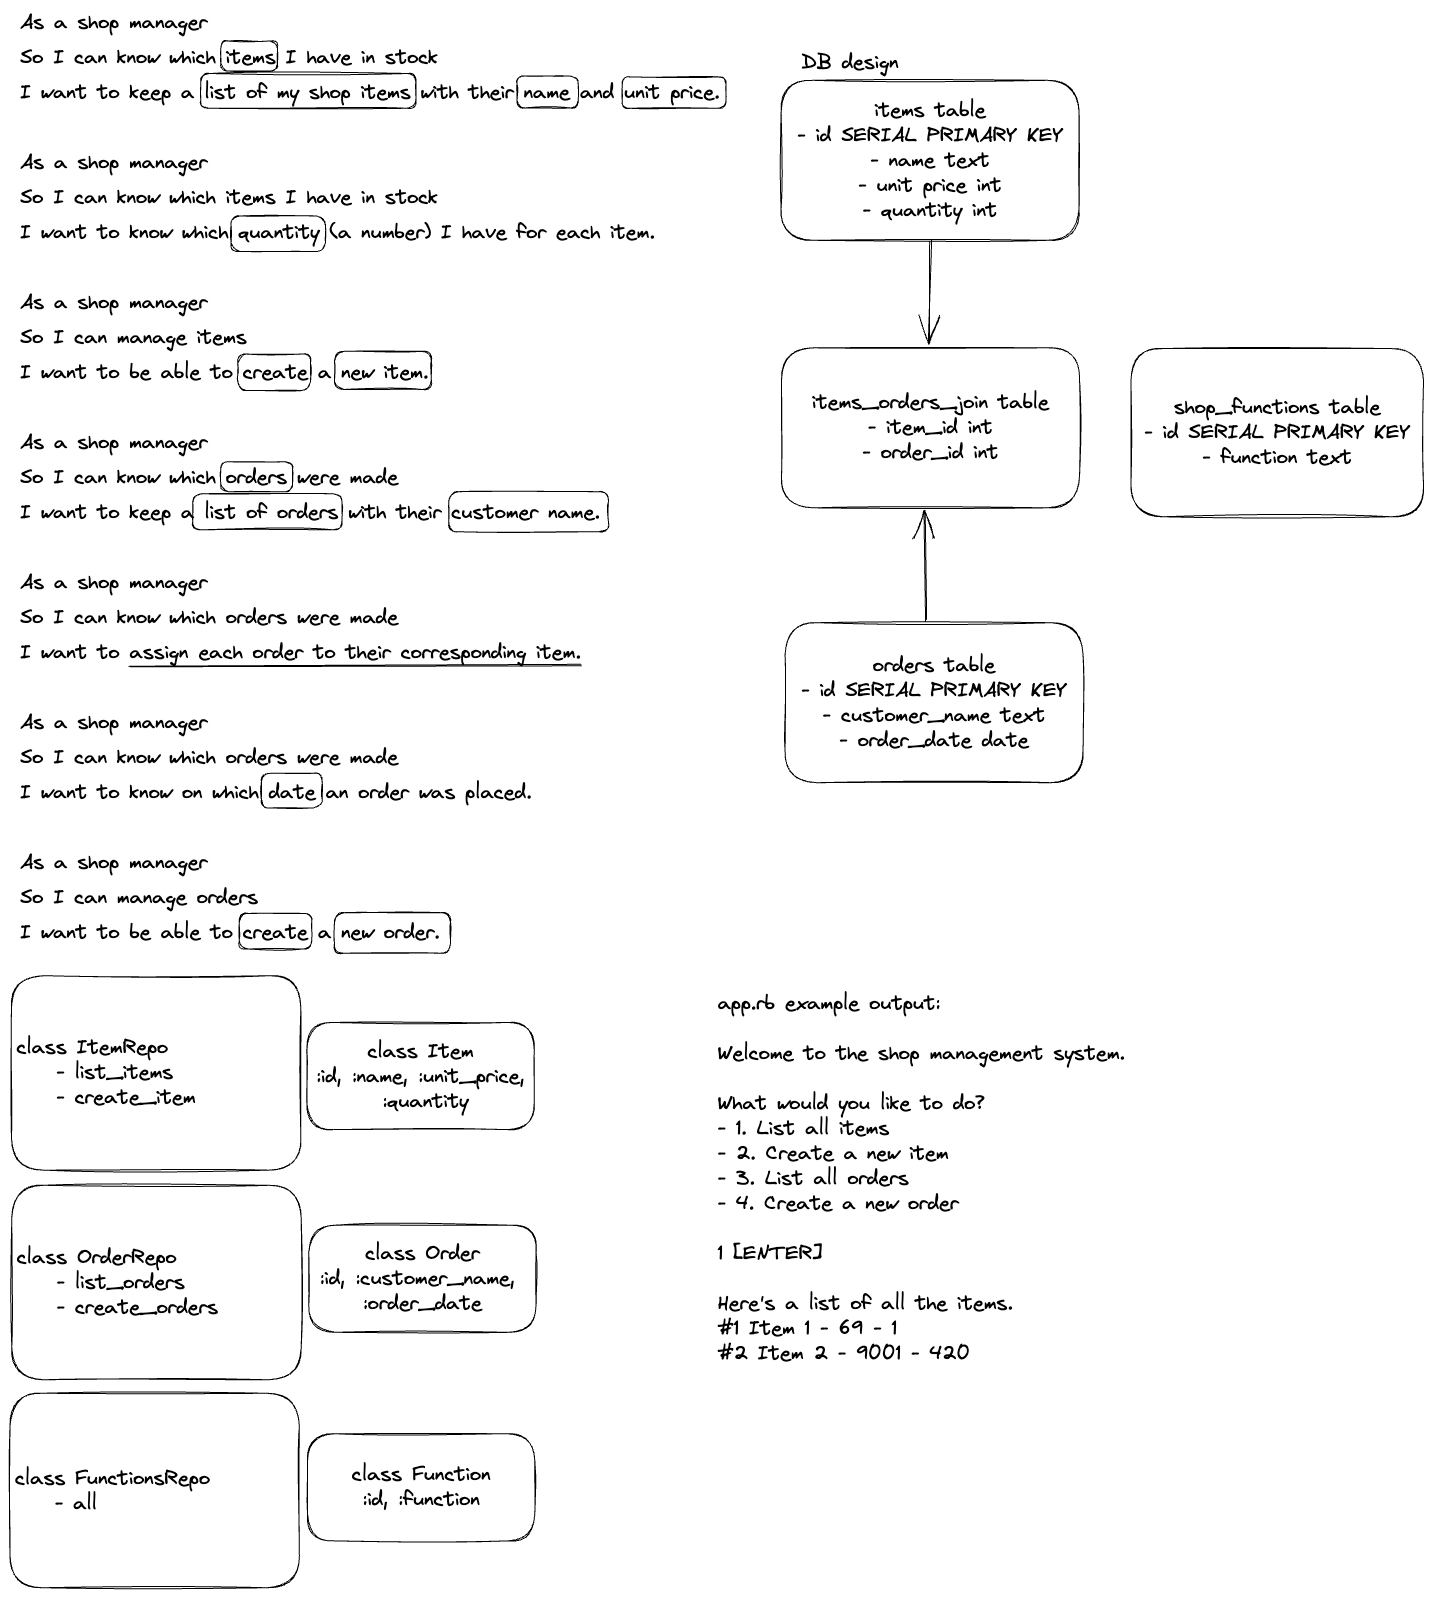 As a shop manager
So I can know which items I have in stock
I want to keep a list of my shop items with their name and unit price.
As a shop manager
So I can know which items I have in stock
I want to know which quantity (a number) I have for each item.
As a shop manager
So I can manage items
I want to be able to create a new item.
As a shop manager
So I can know which orders were made
I want to keep a list of orders with their customer name.
As a shop manager
So I can know which orders were made
I want to assign each order to their corresponding item.
As a shop manager
So I can know which orders were made
I want to know on which date an order was placed.
As a shop manager
So I can manage orders
I want to be able to create a new order.
DB design
items table
- id SERIAL PRIMARY KEY
- name text
- unit price int
- quantity int
items_orders_join table
- item_id int
- order_id int
shop_functions table
- id SERIAL PRIMARY KEY
- function text
orders table
- id SERIAL PRIMARY KEY
- customer_name text
- order_date date
class ItemRepo
- list_items
- create_item
class Item
:id, :name, :unit_price,
:quantity
class OrderRepo
- list_orders
- create_orders
class Order
:id, :customer_name,
:order_date
class FunctionsRepo
- all
class Function
:id, :function
app.rb example output:
Welcome to the shop management system.
What would you like to do?
- 1. List all items
- 2. Create a new item
- 3. List all orders
- 4. Create a new order
1 [ENTER]
Here's a list of all the items.
#1 Item 1 - 69 - 1
#2 Item 2 - 9001 - 420